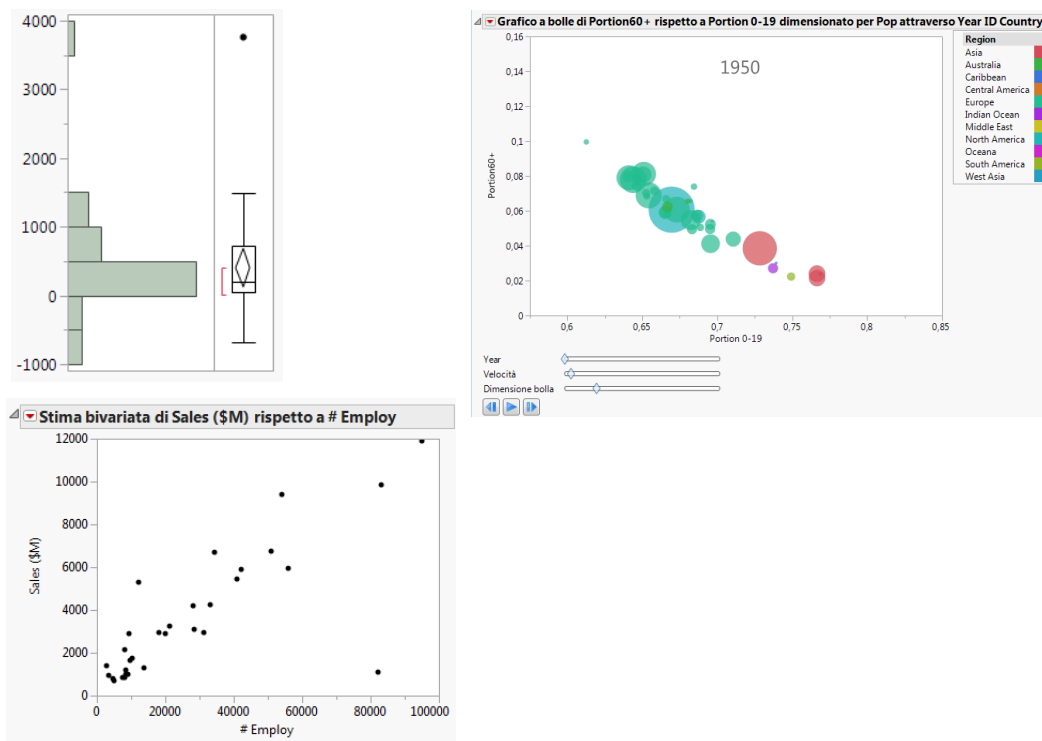 4000
3000
2000
1000
0
-1000
Grafico a bolle di Portion60+ rispetto a Portion 0-19 dimensionato per Pop attraverso Year ID Country
0,16
0,14
0,12
0,1
0,08
0,06
0,04
0,02
0
Portion60+
1950
0,6 0,65 0,7 0,75 0,8 0,85
Portion 0-19
Region
Asia
Australia
Caribbean
Central America
Europe
Indian Ocean
Middle East
North America
Oceana
South America
West Asia
Year
Velocità
Dimensione bolla
Stima bivariata di Sales ($M) rispetto a # Employ
12000
10000
8000
6000
4000
2000
0
Sales ($M)
0 20000 40000 60000 80000 100000
# Employ